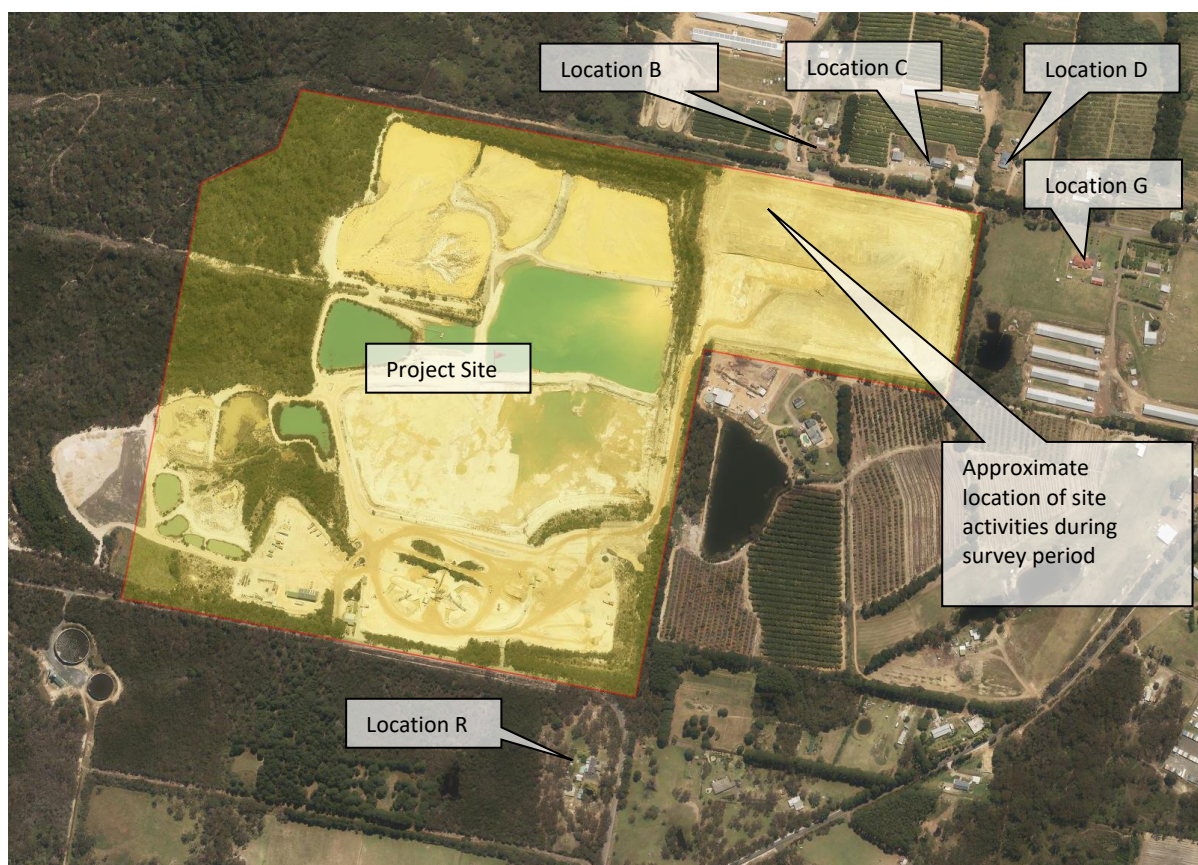 Location B
Location C
Location D
Location G
Project Site
Approximate
location of site
activities during
survey period
Location R